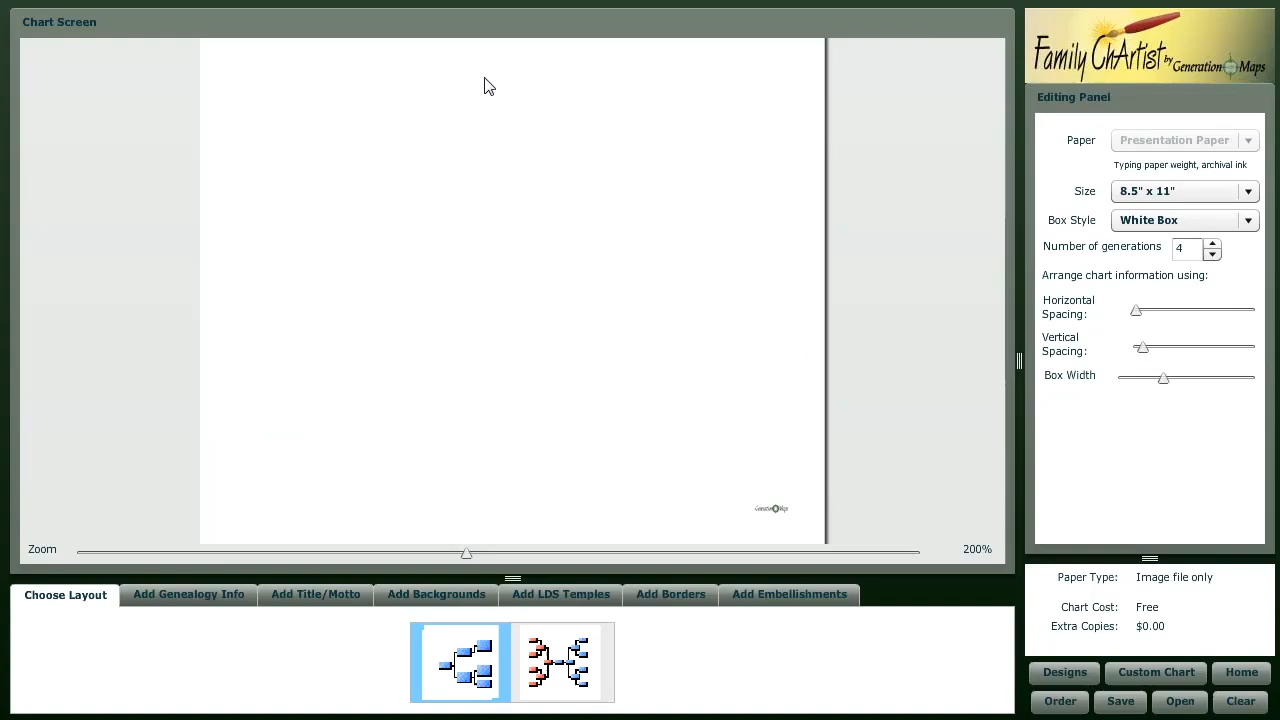 Chart Screen
Family ChArtist by Generation Maps
Editing Panel
Paper
Presentation Paper
Typing paper weight, archival ink
Size
8.5" x 11"
Box Style
White Box
Number of generations
4
Arrange chart information using:
Horizontal
Spacing:
Vertical
Spacing:
Box Width
Generation Maps
Zoom
200%
Choose Layout
Add Genealogy Info
Add Title/Motto
Add Backgrounds
Add LDS Temples
Add Borders
Add Embellishments
Paper Type:
Image file only
Chart Cost:
Free
Extra Copies:
$0.00
Designs
Custom Chart
Home
Order
Save
Open
Clear